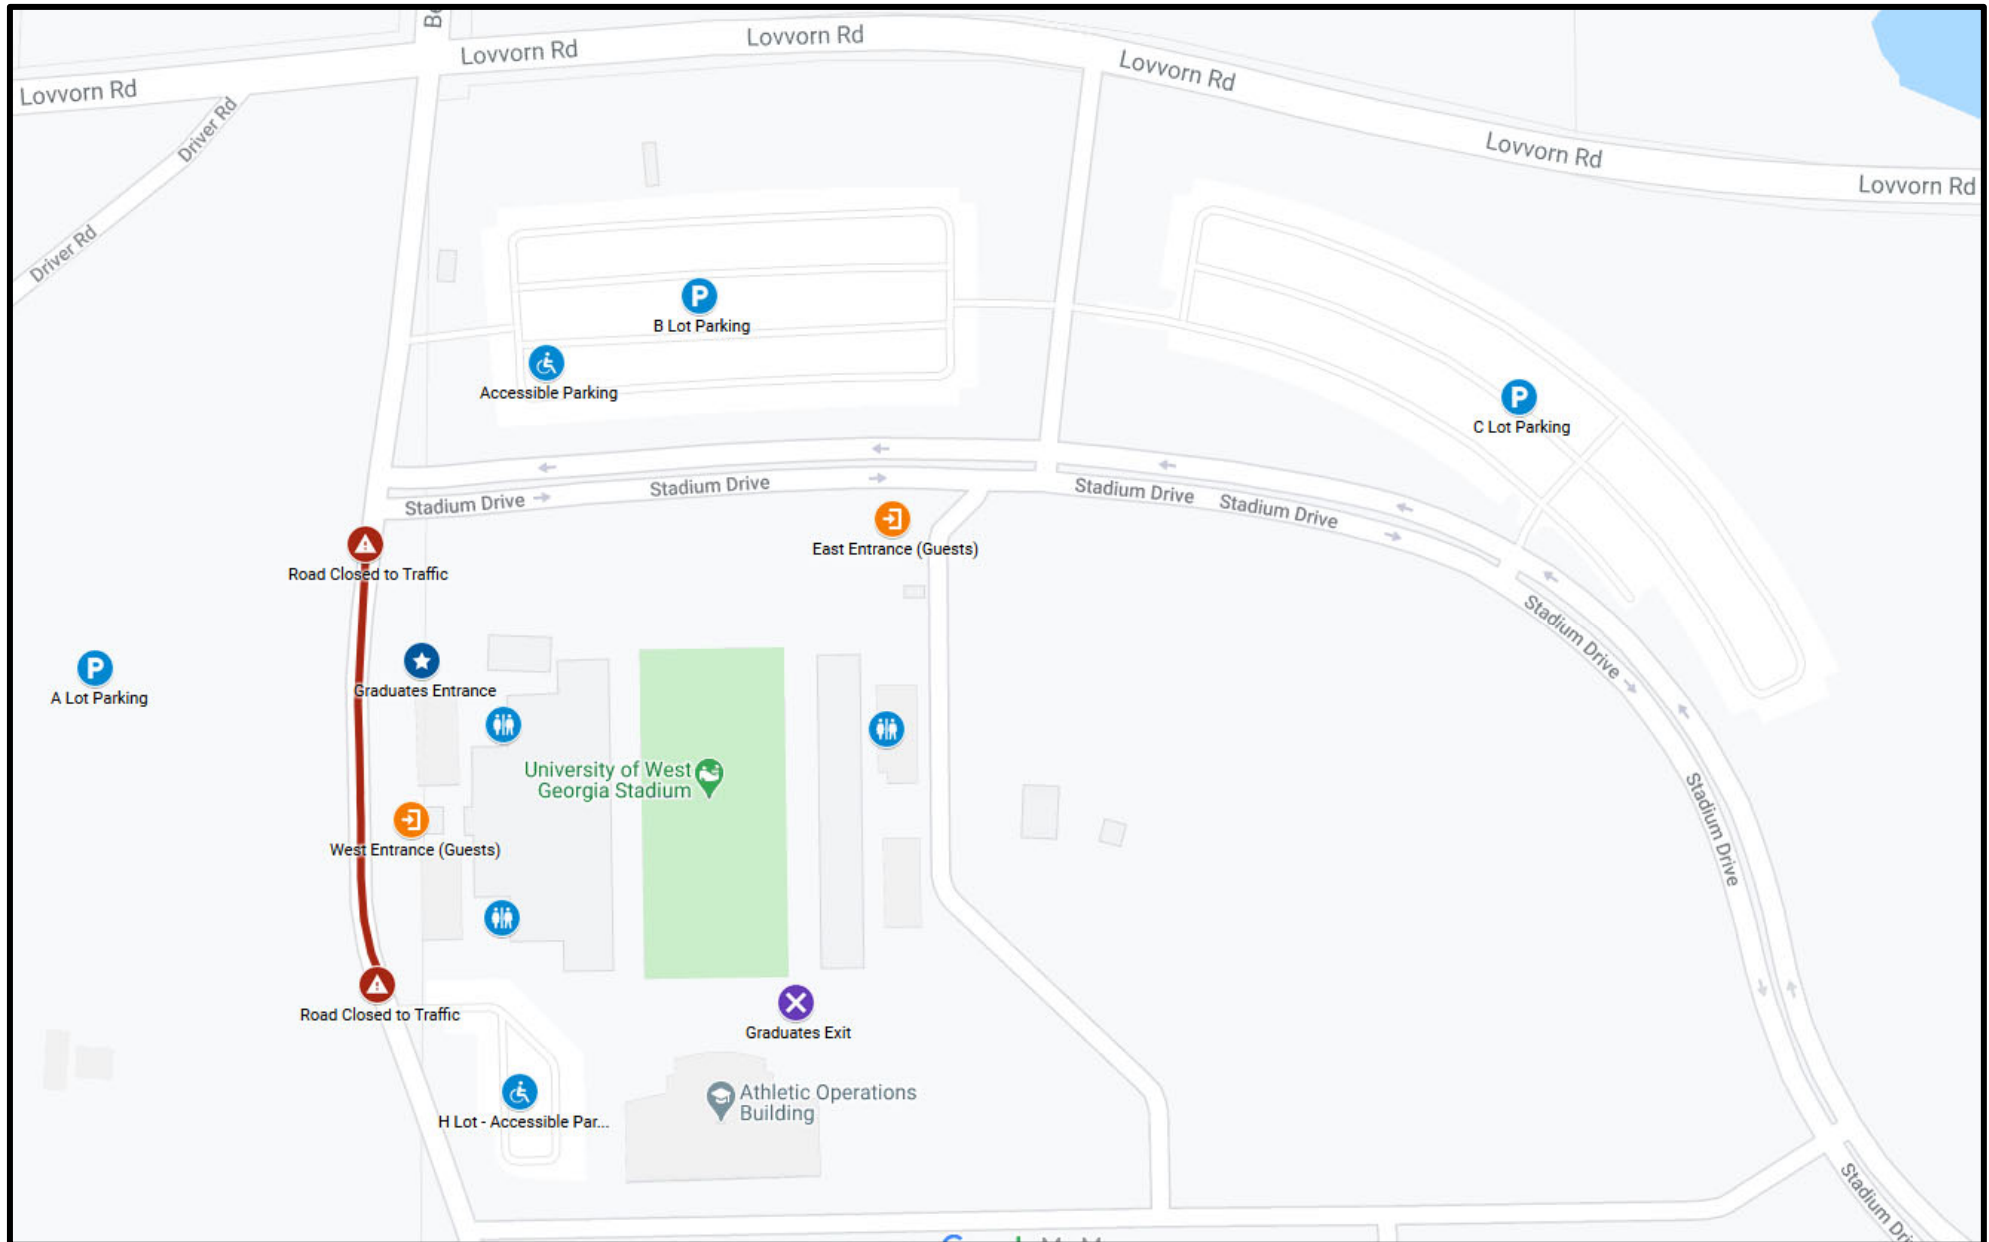 Lovvorn Rd
Lovvorn Rd
Lovvorn Rd
Lovvorn Rd
Lovvorn Rd
Lovvorn Rd
Driver Rd
Driver Rd
P
B Lot Parking
Accessible Parking
P
C Lot Parking
Stadium Drive
Stadium Drive
Stadium Drive
Stadium Drive
East Entrance (Guests)
Road Closed to Traffic
Stadium Drive
P
A Lot Parking
Graduates Entrance
University of West
Georgia Stadium
West Entrance (Guests)
Stadium Drive
Road Closed to Traffic
Graduates Exit
H Lot - Accessible Par...
Athletic Operations
Building
Stadium